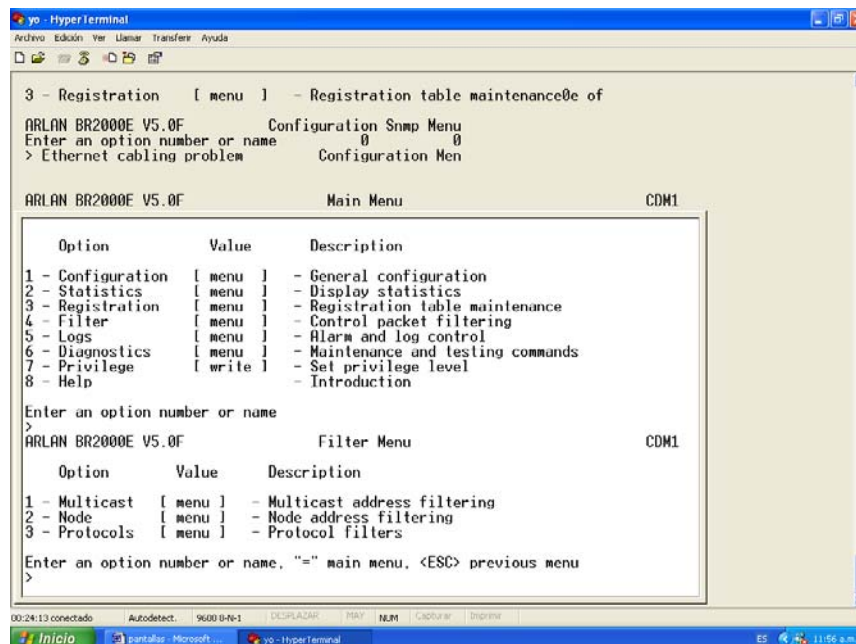 yo - HyperTerminal
Archivo Edición Ver Llamar Transferir Ayuda
3 - Registration [ menu ] - Registration table maintenance0e of
ARLAN BR2000E V5.0F Configuration Snmp Menu
Enter an option number or name 0 0
> Ethernet cabling problem Configuration Men
ARLAN BR2000E V5.0F Main Menu CDM1
Option Value Description
1 - Configuration [ menu ] - General configuration
2 - Statistics [ menu ] - Display statistics
3 - Registration [ menu ] - Registration table maintenance
4 - Filter [ menu ] - Control packet filtering
5 - Logs [ menu ] - Alarm and log control
6 - Diagnostics [ menu ] - Maintenance and testing commands
7 - Privilege [ write ] - Set privilege level
8 - Help - Introduction
Enter an option number or name
>
ARLAN BR2000E V5.0F Filter Menu CDM1
Option Value Description
1 - Multicast [ menu ] - Multicast address filtering
2 - Node [ menu ] - Node address filtering
3 - Protocols [ menu ] - Protocol filters
Enter an option number or name, "=" main menu, <ESC> previous menu
>
00:24:13 conectado Autodetect. 9600 8-N-1 DESPLAZAR MAY NUM Capturar Imprimir
Inicio pantallas - Microsoft ... yo - HyperTerminal ES 11:56 a.m.